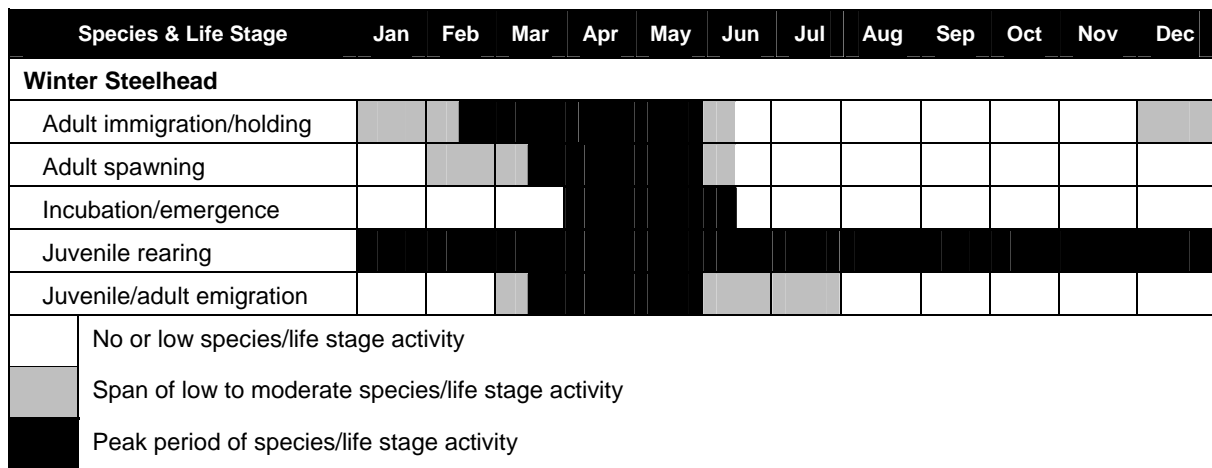 Species & Life Stage Jan Feb Mar Apr May Jun Jul Aug Sep Oct Nov Dec
Winter Steelhead
Adult immigration/holding
Adult spawning
Incubation/emergence
Juvenile rearing
Juvenile/adult emigration
No or low species/life stage activity
Span of low to moderate species/life stage activity
Peak period of species/life stage activity